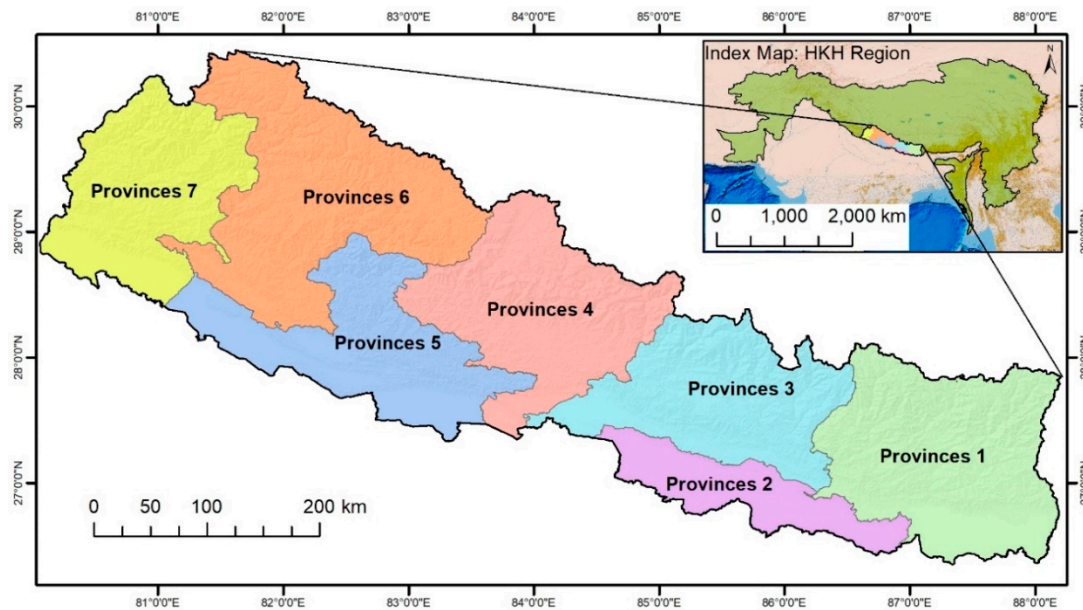 81°0'0"E 82°0'0"E 83°0'0"E 84°0'0"E 85°0'0"E 86°0'0"E 87°0'0"E 88°0'0"E
Index Map: HKH Region
N
30°0'0"N
Provinces 7
Provinces 6
0 1,000 2,000 km
29°0'0"N
Provinces 4
Provinces 5
28°0'0"N
Provinces 3
Provinces 1
Provinces 2
27°0'0"N
27°0'0"N
0 50 100 200 km
81°0'0"E 82°0'0"E 83°0'0"E 84°0'0"E 85°0'0"E 86°0'0"E 87°0'0"E 88°0'0"E